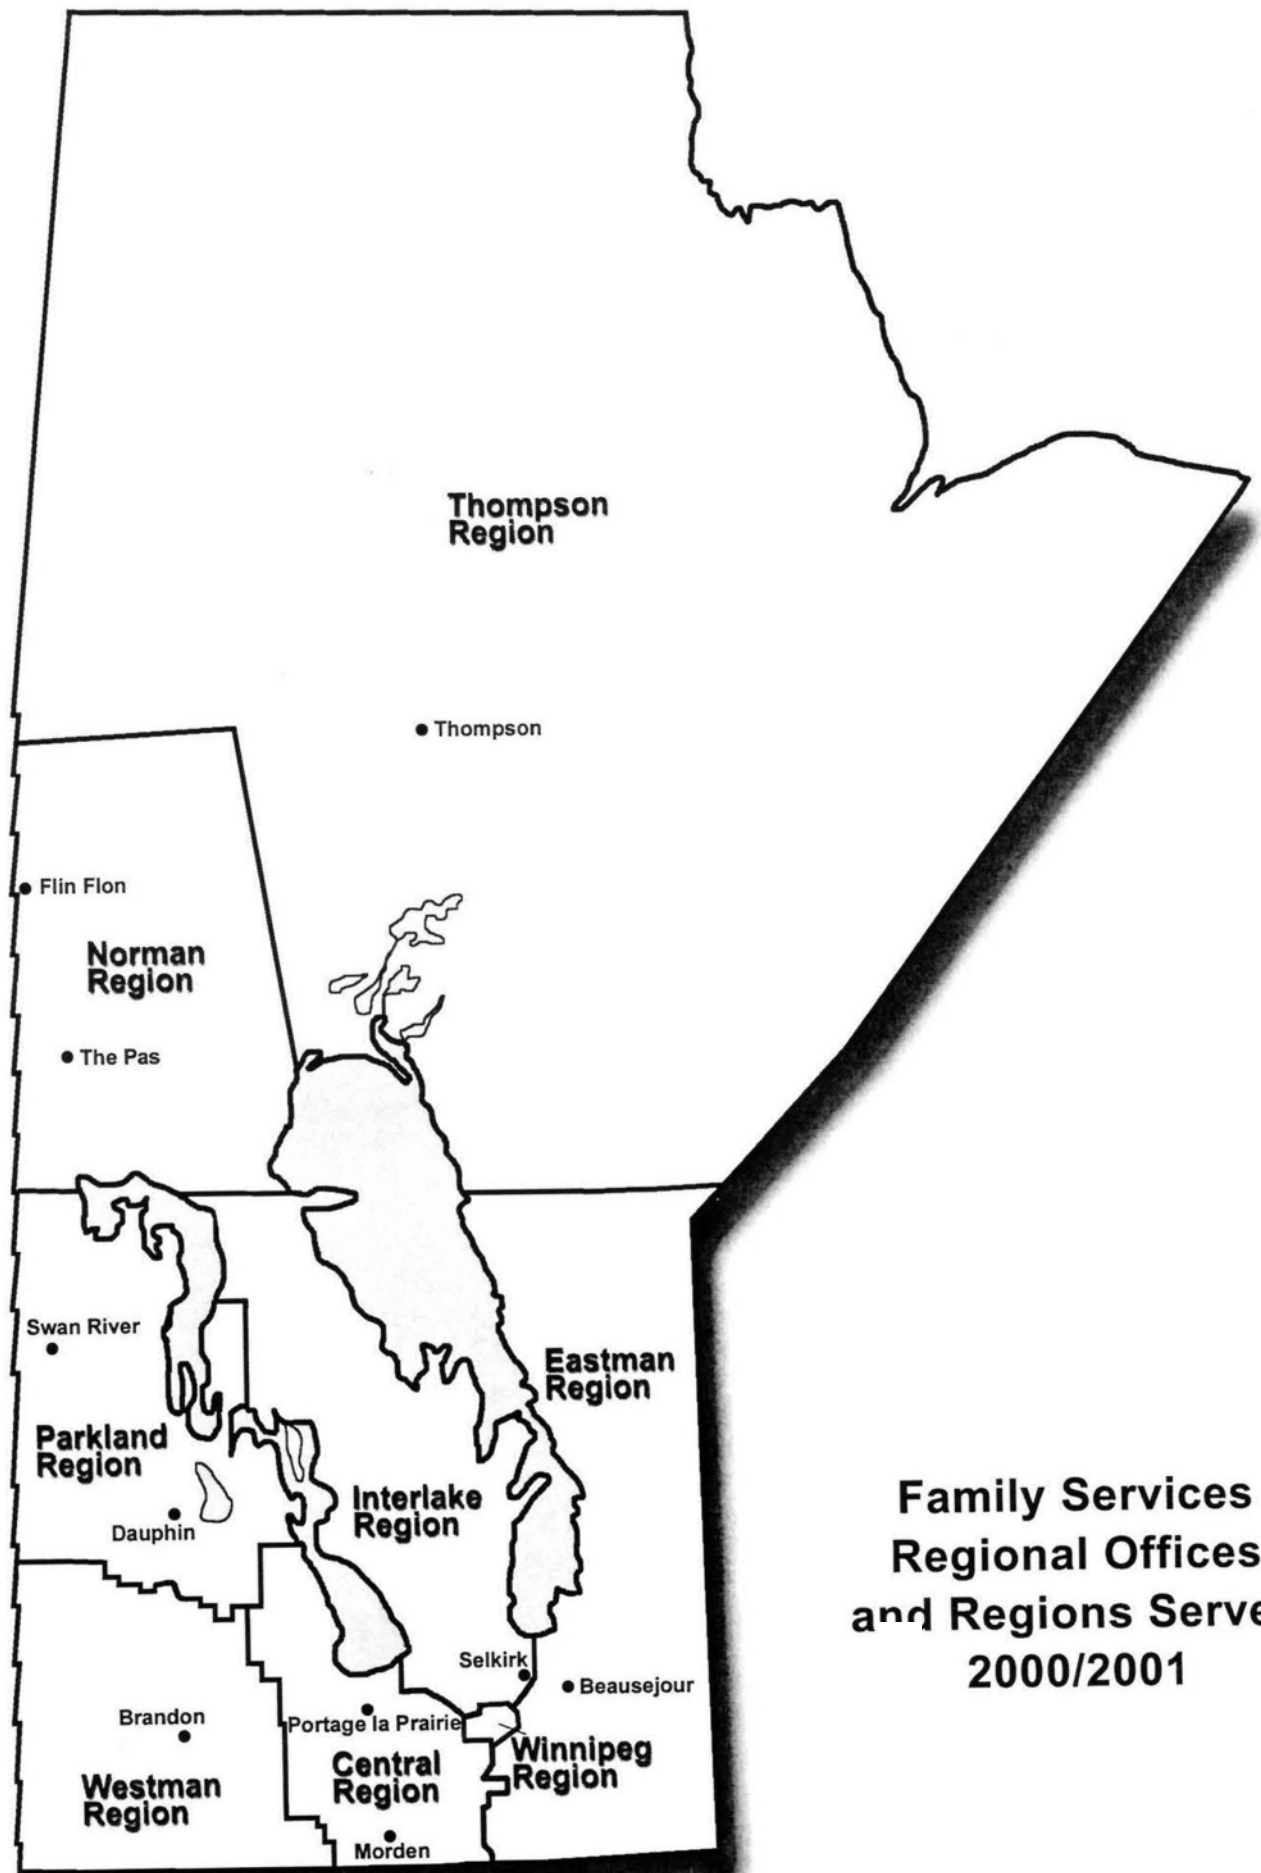 Thompson
Region
Thompson
Flin Flon
Norman
Region
The Pas
Swan River
Eastman
Region
Parkland
Region
Interlake
Region
Dauphin
Family Services
Regional Offices
and Regions Serve
2000/2001
Selkirk
Beausejour
Brandon
Portage la Prairie
Winnipeg
Region
Central
Region
Westman
Region
Morden